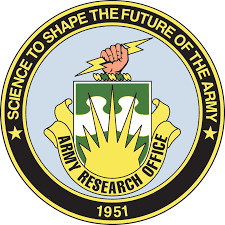 SCIENCE TO SHAPE THE FUTURE OF THE ARMY
ARMY RESEARCH OFFICE
1951